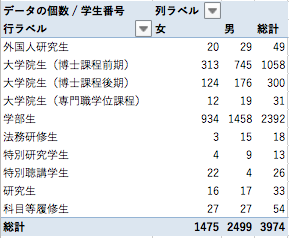 データの個数 / 学生番号 列ラベル
行ラベル 女 男 総計
外国人研究生 20 29 49
大学院生（博士課程前期） 313 745 1058
大学院生（博士課程後期） 124 176 300
大学院生（専門職学位課程） 12 19 31
学部生 934 1458 2392
法務研修生 3 15 18
特別研究学生 4 9 13
特別聴講学生 22 4 26
研究生 16 17 33
科目等履修生 27 27 54
総計 1475 2499 3974